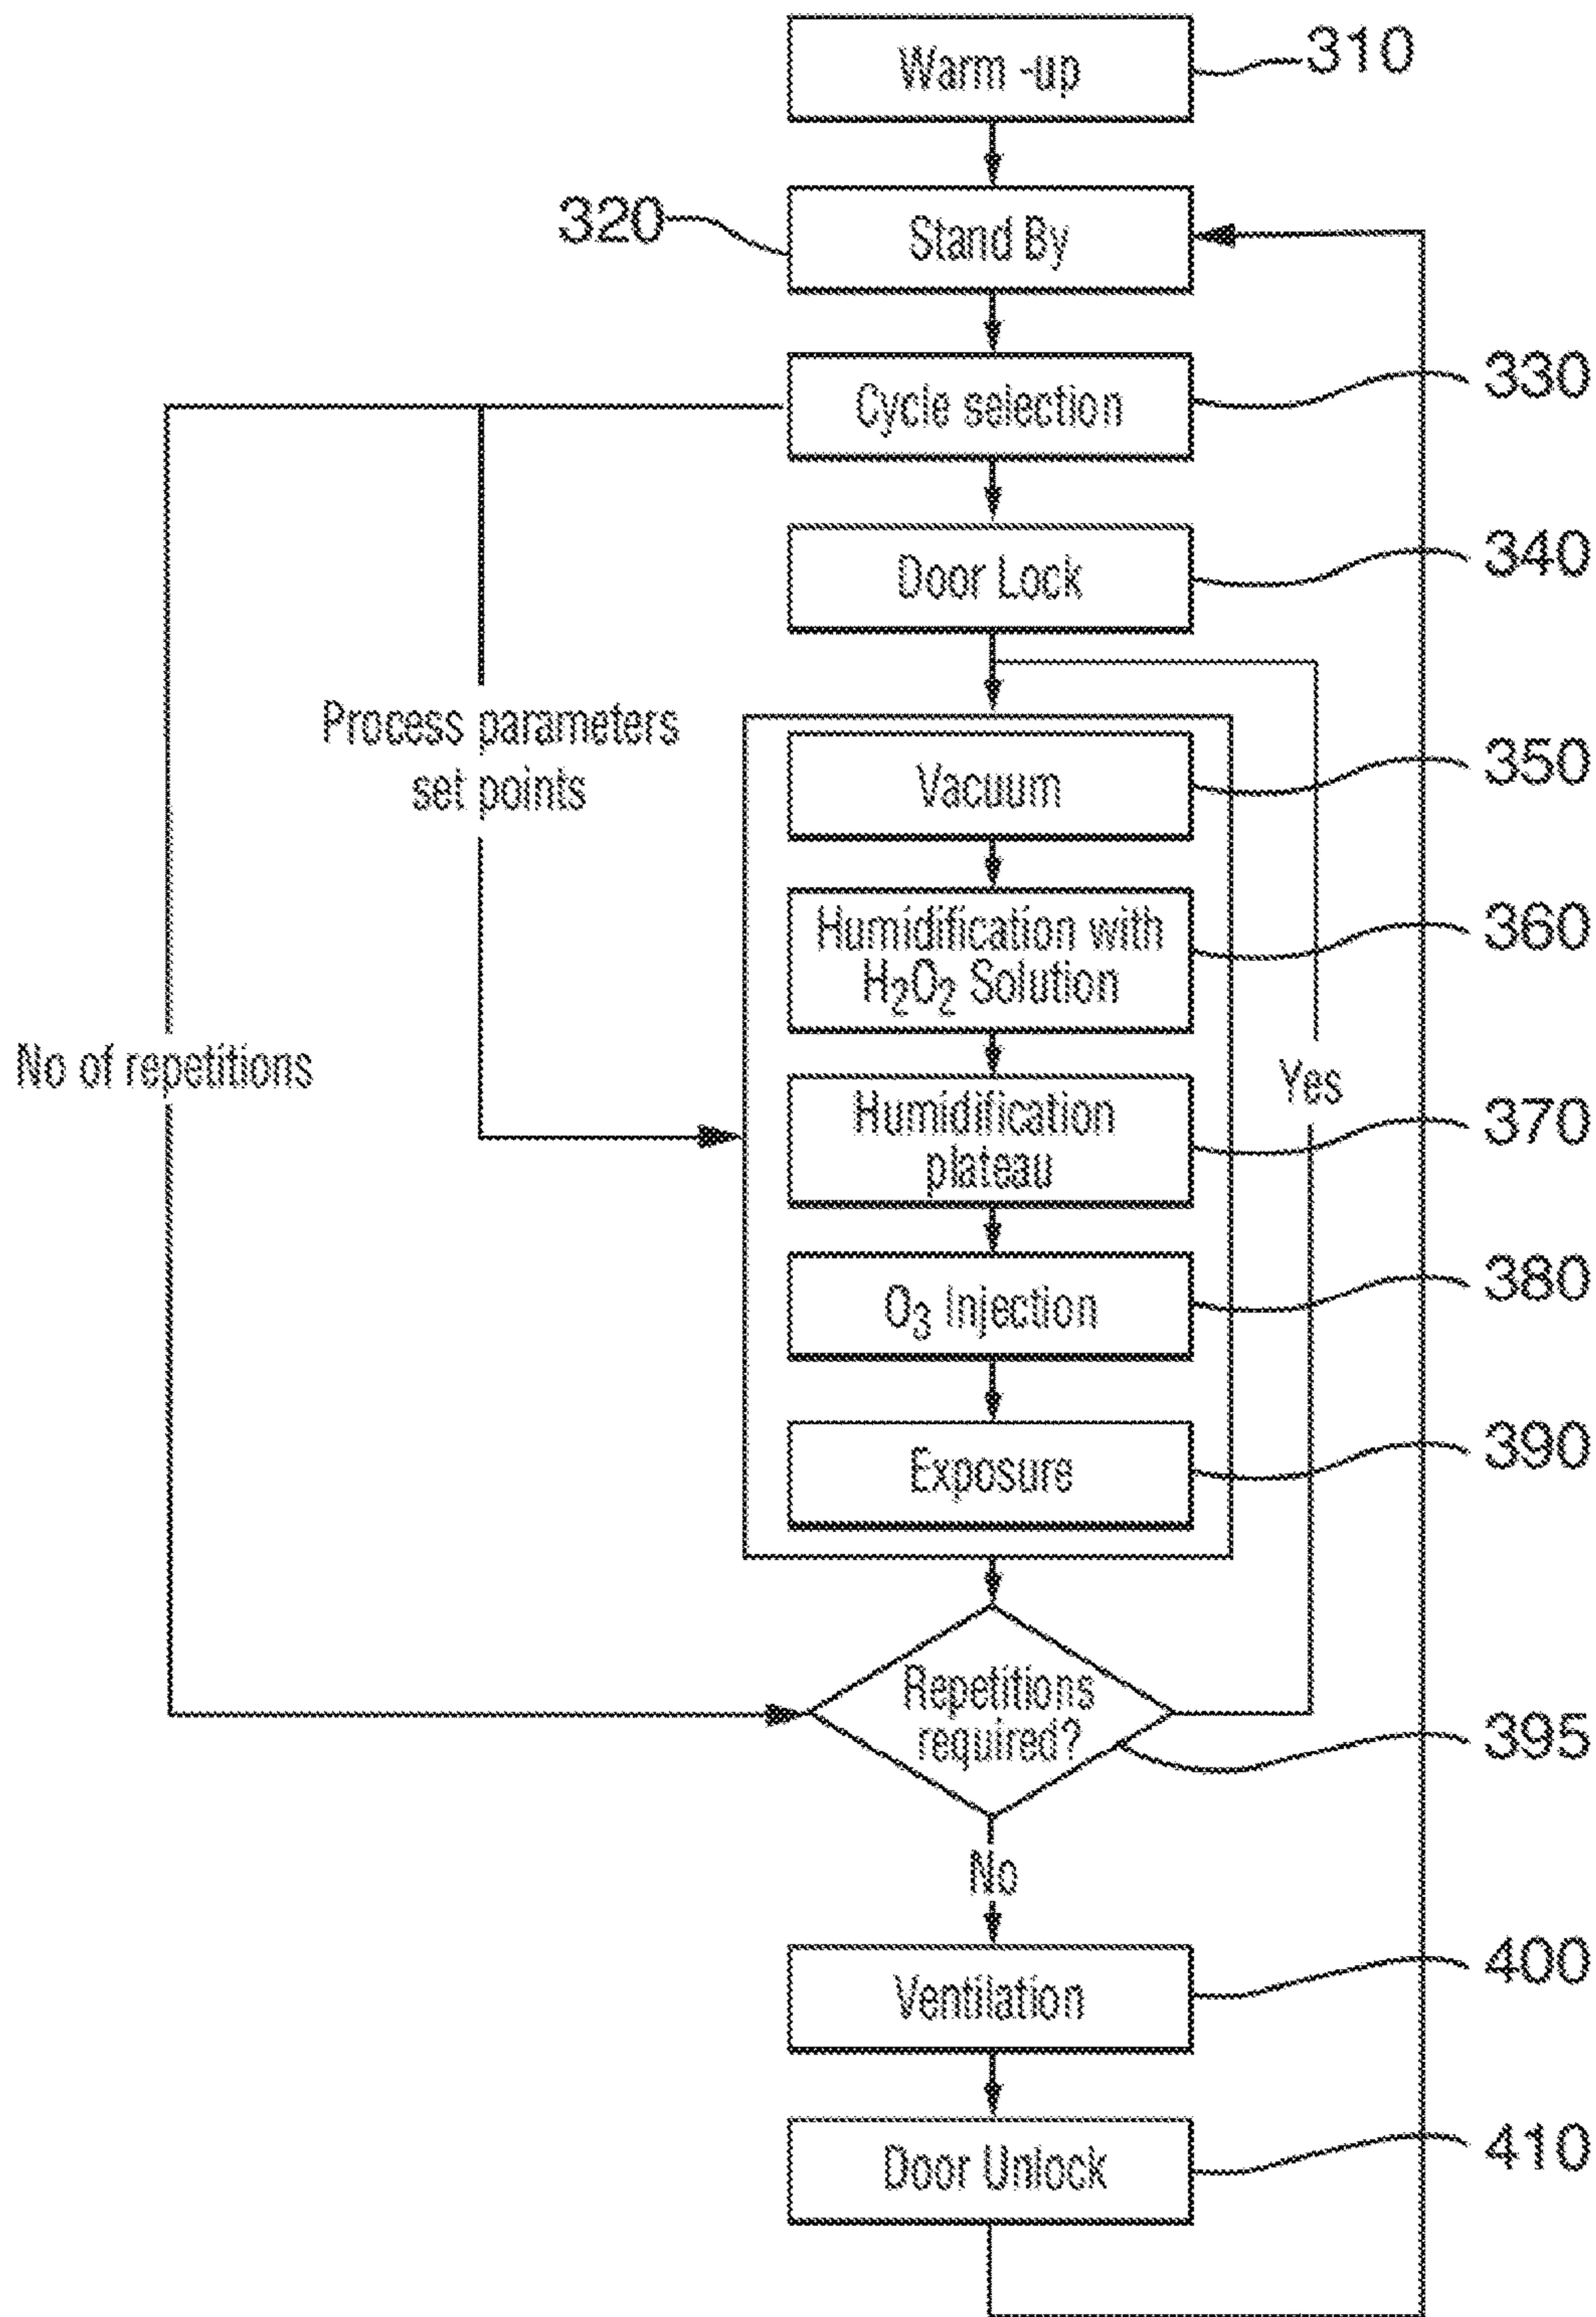 Warm -up
310
320
Stand By
Cycle selection
330
Door Lock
340
Process parameters
set points
Vacuum
350
Humidification with
H₂O₂ Solution
360
No of repetitions
Yes
Humidification
plateau
370
O₃ Injection
380
Exposure
390
Repetitions
required?
395
No
Ventilation
400
Door Unlock
410